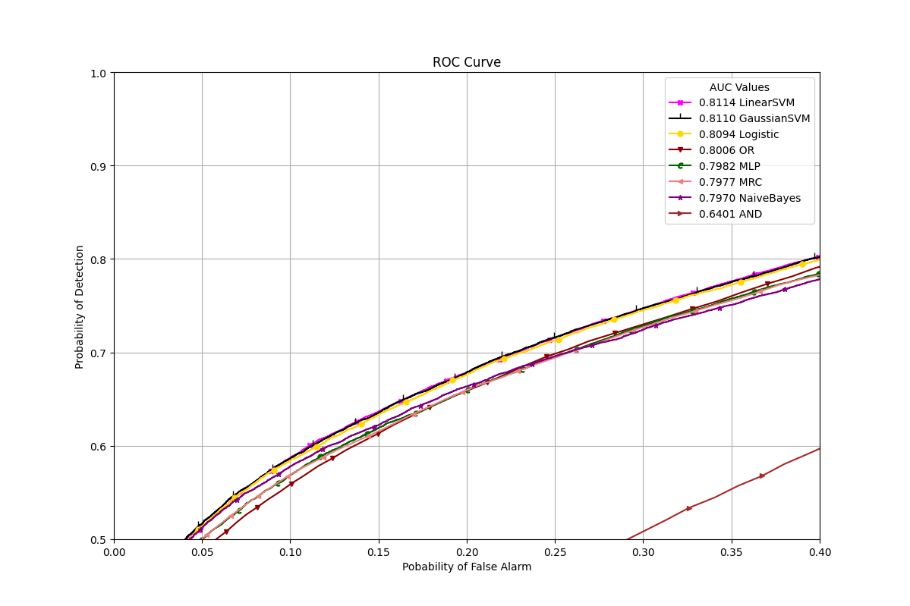 ROC Curve
AUC Values
0.8114 LinearSVM
0.8110 GaussianSVM
0.8094 Logistic
0.8006 OR
0.7982 MLP
0.7977 MRC
0.7970 NaiveBayes
0.6401 AND
Probability of Detection
1.0
0.9
0.8
0.7
0.6
0.5
0.00 0.05 0.10 0.15 0.20 0.25 0.30 0.35 0.40
Pobability of False Alarm